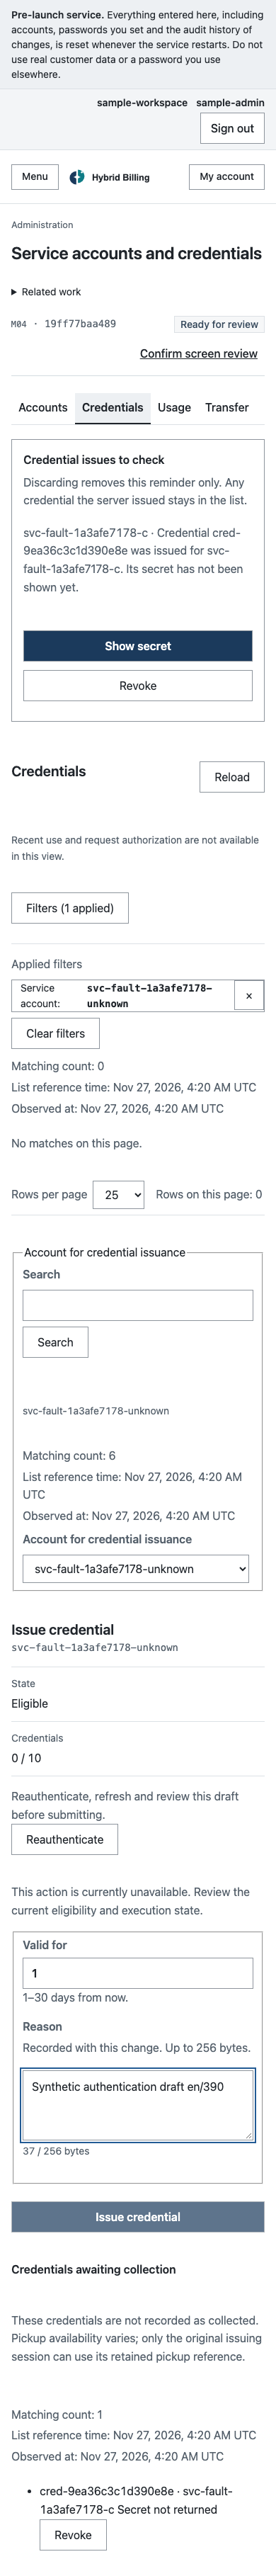 Pre-launch service. Everything entered here, including
accounts, passwords you set and the audit history of
changes, is reset whenever the service restarts. Do not
use real customer data or a password you use
elsewhere.
sample-workspace sample-admin
Sign out
Menu
Hybrid Billing
My account
Administration
Service accounts and credentials
Related work
M04 · 19ff77baa489
Ready for review
Confirm screen review
Accounts Credentials Usage Transfer
Credential issues to check
Discarding removes this reminder only. Any
credential the server issued stays in the list.
svc-fault-1a3afe7178-c · Credential cred-
9ea36c3c1d390e8e was issued for svc-
fault-1a3afe7178-c. Its secret has not been
shown yet.
Show secret
Revoke
Credentials
Reload
Recent use and request authorization are not available
in this view.
Filters (1 applied)
Applied filters
Service
account:
svc-fault-1a3afe7178-
unknown
×
Clear filters
Matching count: 0
List reference time: Nov 27, 2026, 4:20 AM UTC
Observed at: Nov 27, 2026, 4:20 AM UTC
No matches on this page.
Rows per page 25 Rows on this page: 0
Account for credential issuance
Search
Search
svc-fault-1a3afe7178-unknown
Matching count: 6
List reference time: Nov 27, 2026, 4:20 AM
UTC
Observed at: Nov 27, 2026, 4:20 AM UTC
Account for credential issuance
svc-fault-1a3afe7178-unknown
Issue credential
svc-fault-1a3afe7178-unknown
State
Eligible
Credentials
0 / 10
Reauthenticate, refresh and review this draft
before submitting.
Reauthenticate
This action is currently unavailable. Review the
current eligibility and execution state.
Valid for
1
1–30 days from now.
Reason
Recorded with this change. Up to 256 bytes.
Synthetic authentication draft en/390
37 / 256 bytes
Issue credential
Credentials awaiting collection
These credentials are not recorded as collected.
Pickup availability varies; only the original issuing
session can use its retained pickup reference.
Matching count: 1
List reference time: Nov 27, 2026, 4:20 AM UTC
Observed at: Nov 27, 2026, 4:20 AM UTC
• cred-9ea36c3c1d390e8e · svc-fault-
1a3afe7178-c Secret not returned
Revoke